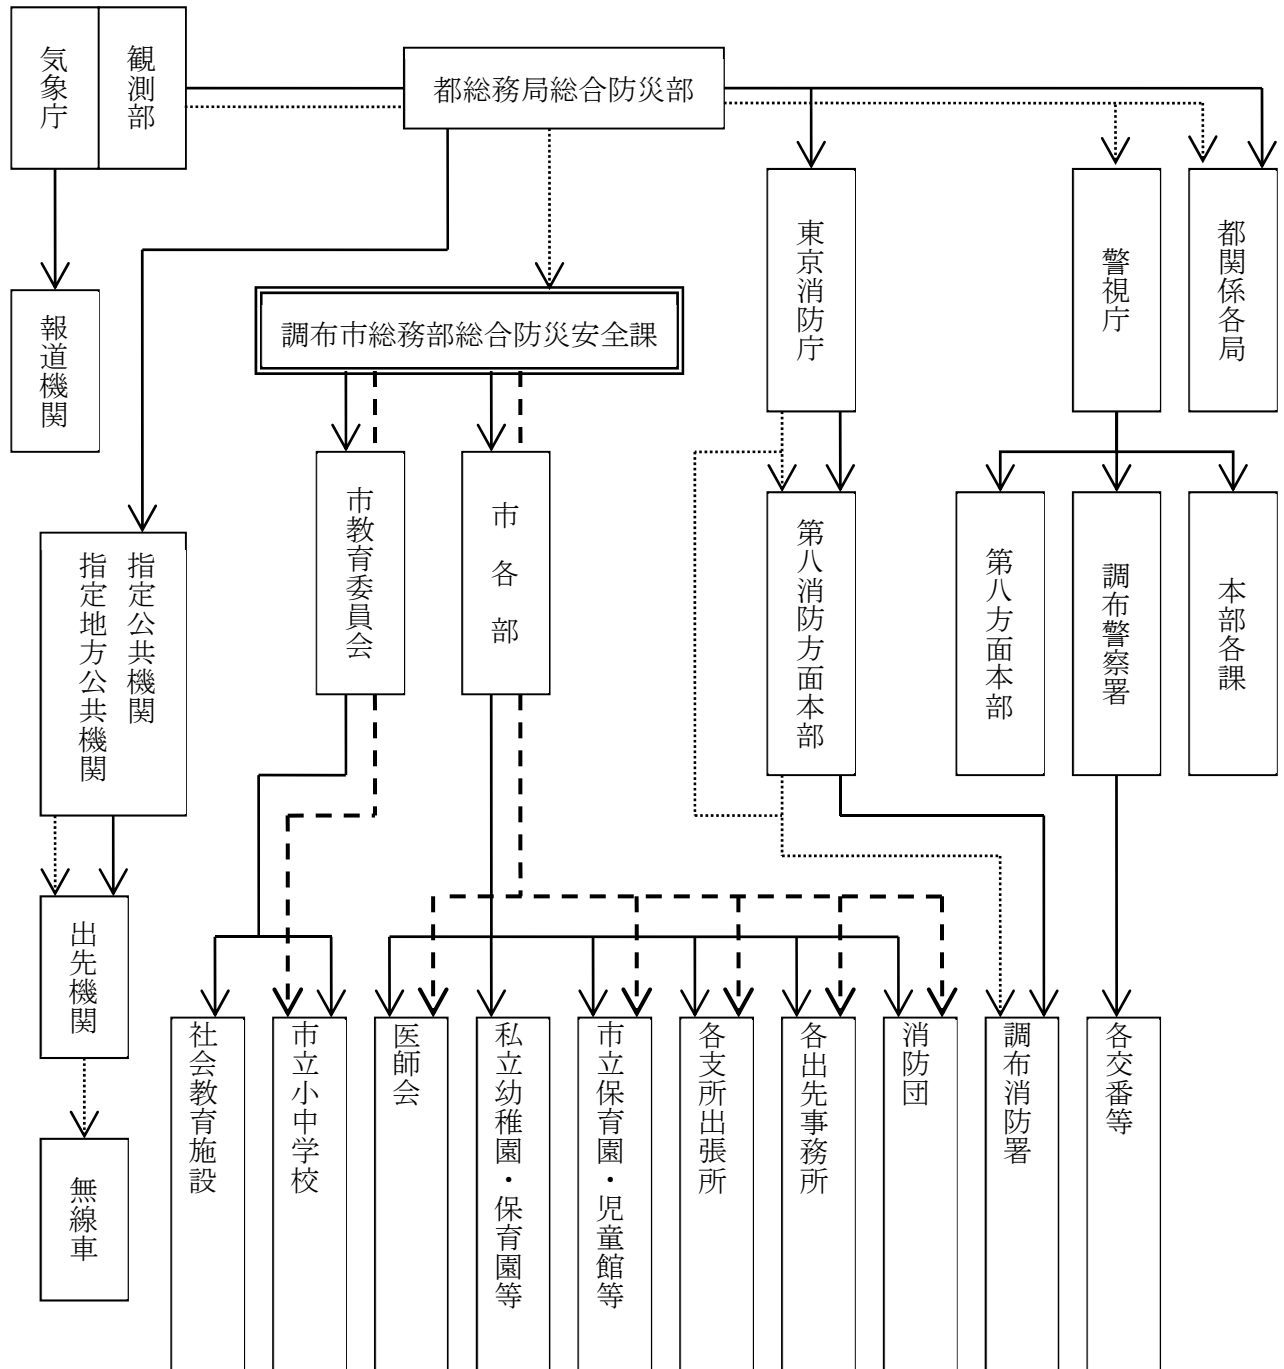 気象庁
観測部
都総務局総合防災部
東京消防庁
警視庁
都関係各局
報道機関
調布市総務部総合防災安全課
市教育委員会
市各部
第八消防方面本部
第八方面本部
調布警察署
本部各課
指定公共機関
指定地方公共機関
出先機関
無線車
社会教育施設
市立小中学校
医師会
私立幼稚園・保育園等
市立保育園・児童館等
各支所出張所
各出先事務所
消防団
調布消防署
各交番等